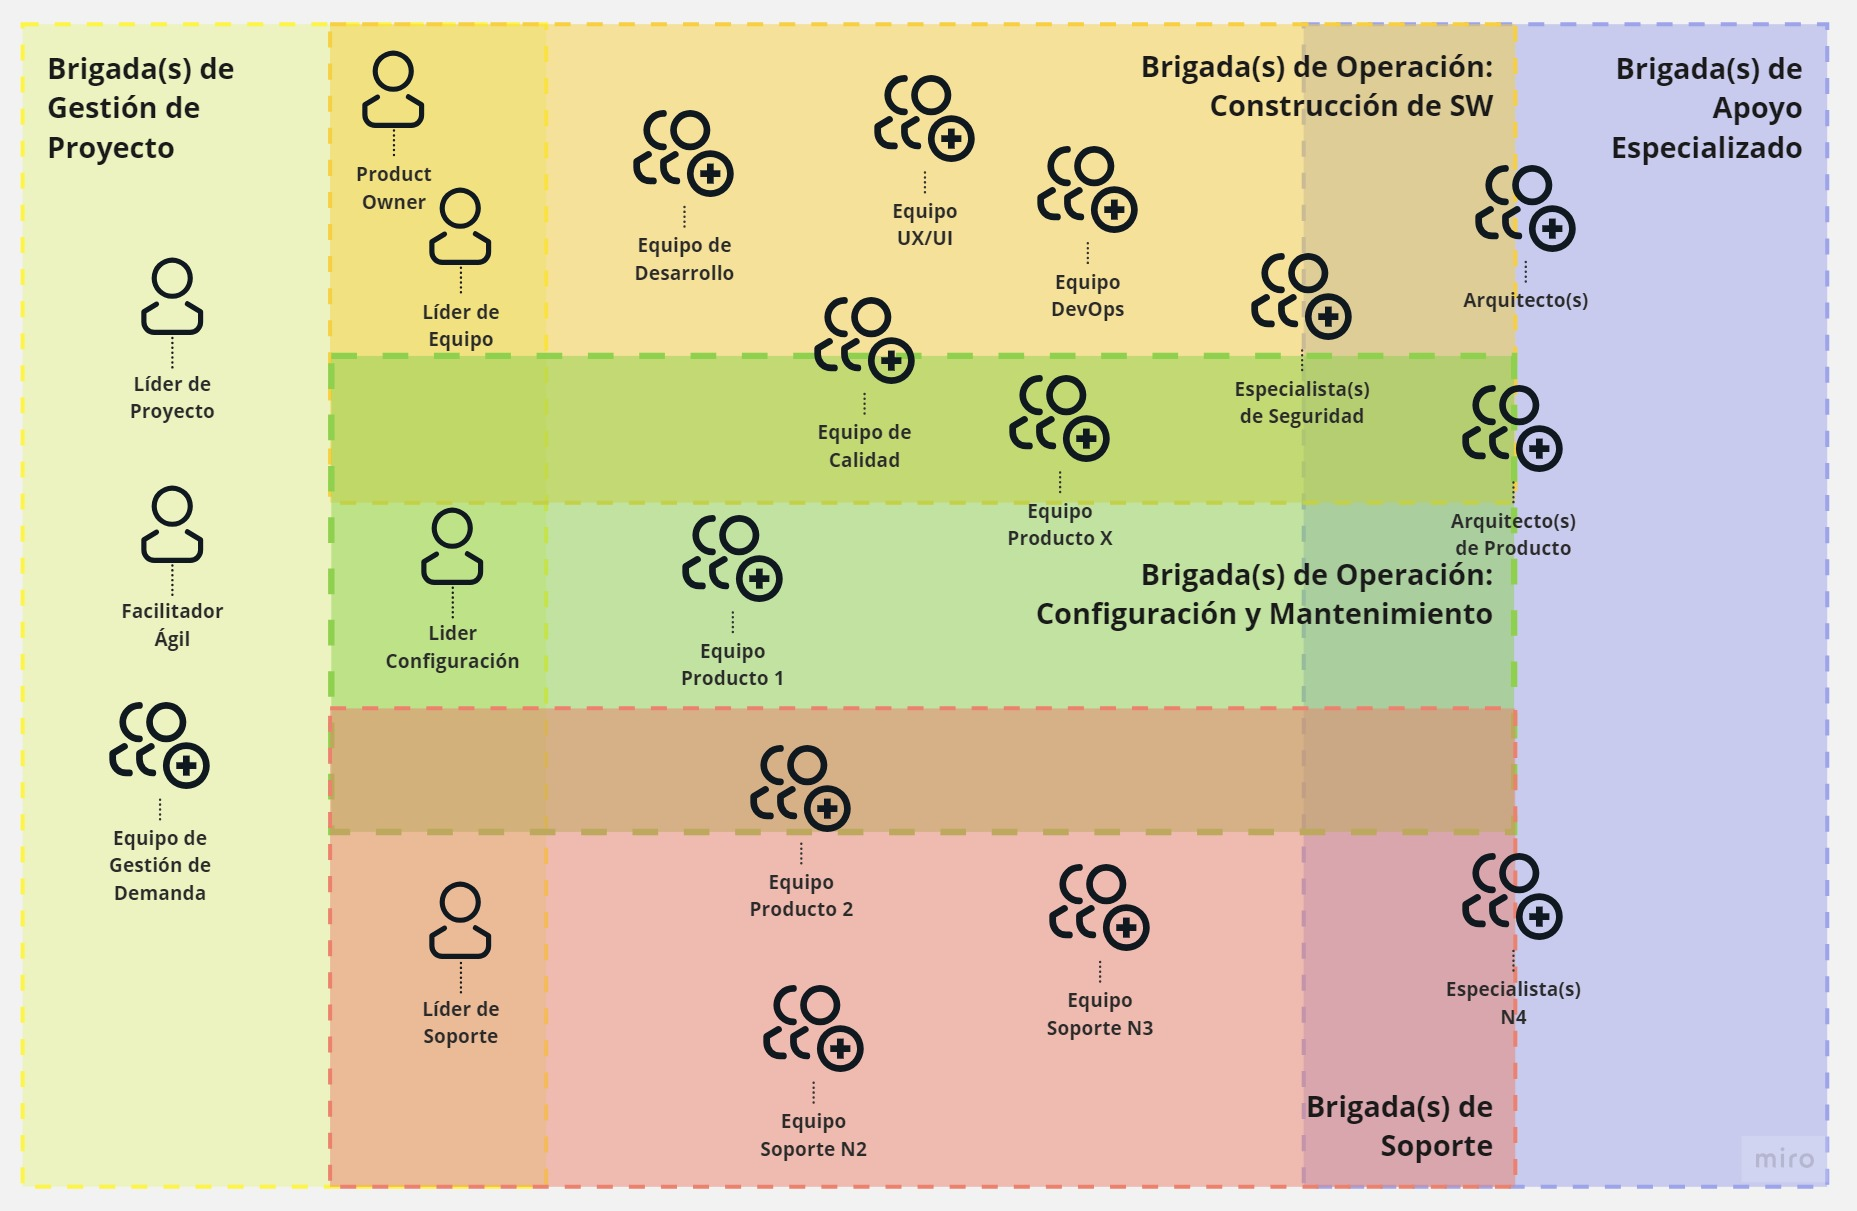 Brigada(s) de
Gestión de
Proyecto
Líder de
Proyecto
Facilitador
Ágil
Equipo de
Gestión de
Demanda
Product
Owner
Líder de
Equipo
Equipo de
Desarrollo
Equipo
UX/UI
Equipo
DevOps
Brigada(s) de Operación:
Construcción de SW
Especialista(s)
de Seguridad
Equipo de
Calidad
Equipo
Producto X
Lider
Configuración
Equipo
Producto 1
Brigada(s) de Operación:
Configuración y Mantenimiento
Equipo
Producto 2
Líder de
Soporte
Equipo
Soporte N2
Equipo
Soporte N3
Brigada(s) de
Soporte
Brigada(s) de
Apoyo
Especializado
Arquitecto(s)
Arquitecto(s)
de Producto
Especialista(s)
N4
miro